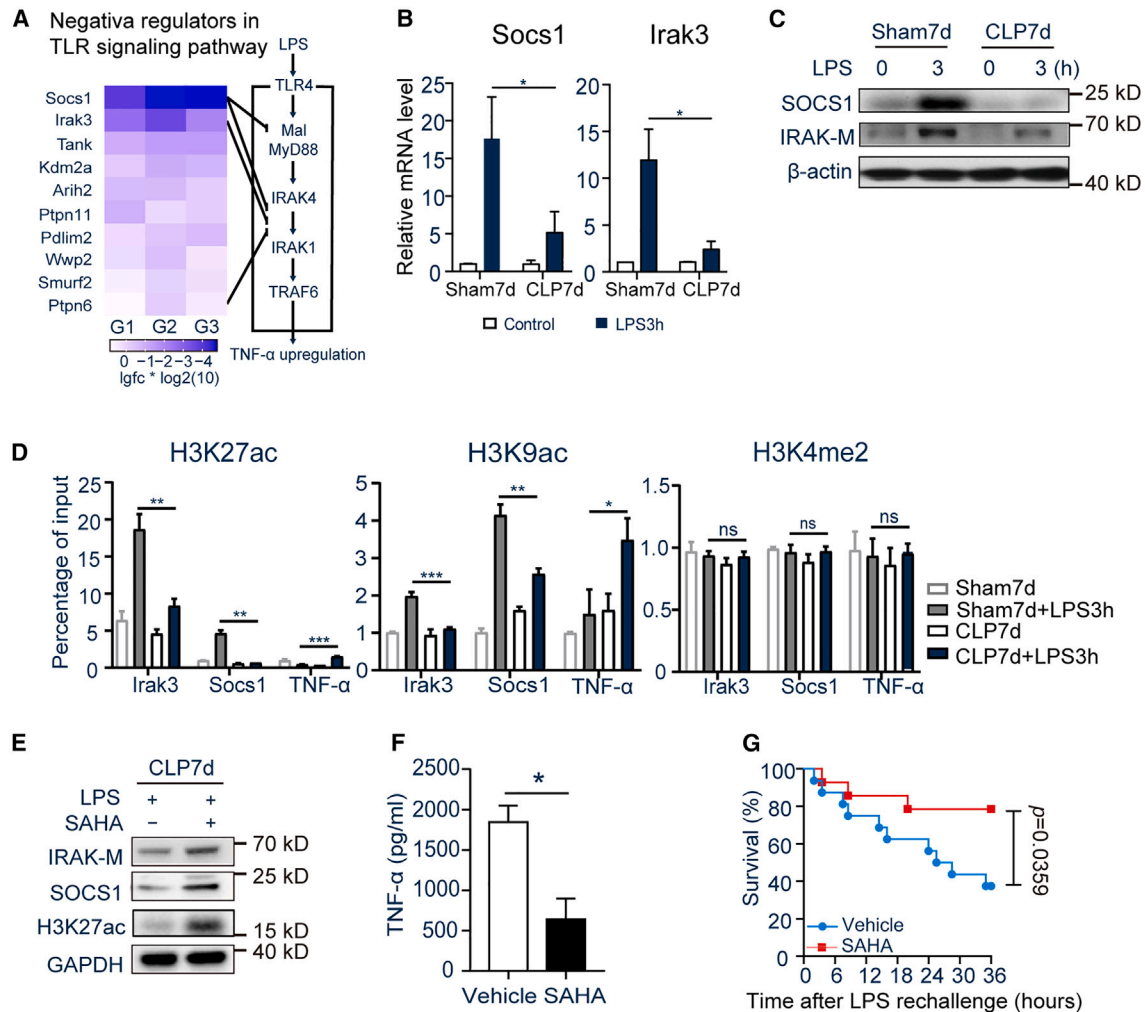 A
Negativa regulators in
TLR signaling pathway
LPS
TLR4
Mal
MyD88
IRAK4
IRAK1
TRAF6
TNF-α upregulation
Socs1
Irak3
Tank
Kdm2a
Arih2
Ptpn11
Pdlim2
Wwp2
Smurf2
Ptpn6
G1 G2 G3
0 −1 −2 −3 −4
lgfc * log2(10)
B
Socs1 Irak3
Relative mRNA level
25
20
15
10
5
0
*
Sham7d CLP7d
20
15
10
5
0
*
Sham7d CLP7d
Control LPS3h
C
Sham7d CLP7d
LPS 0 3 0 3 (h)
SOCS1 25 kD
IRAK-M 70 kD
β-actin
40 kD
D
H3K27ac H3K9ac H3K4me2
Percentage of input
25
20
15
10
5
0
** ** ***
Irak3 Socs1 TNF-α
5
4
3
2
1
0
*** ** *
Irak3 Socs1 TNF-α
1.5
1.0
0.5
0
ns ns ns
Irak3 Socs1 TNF-α
Sham7d
Sham7d+LPS3h
CLP7d
CLP7d+LPS3h
E
CLP7d
LPS + +
SAHA − +
IRAK-M 70 kD
SOCS1 25 kD
H3K27ac 15 kD
GAPDH 40 kD
F
TNF-α (pg/ml)
2500
2000
1500
1000
500
0
*
Vehicle SAHA
G
Survival (%)
100
80
60
40
20
0
p=0.0359
Vehicle
SAHA
0 6 12 18 24 30 36
Time after LPS rechallenge (hours)